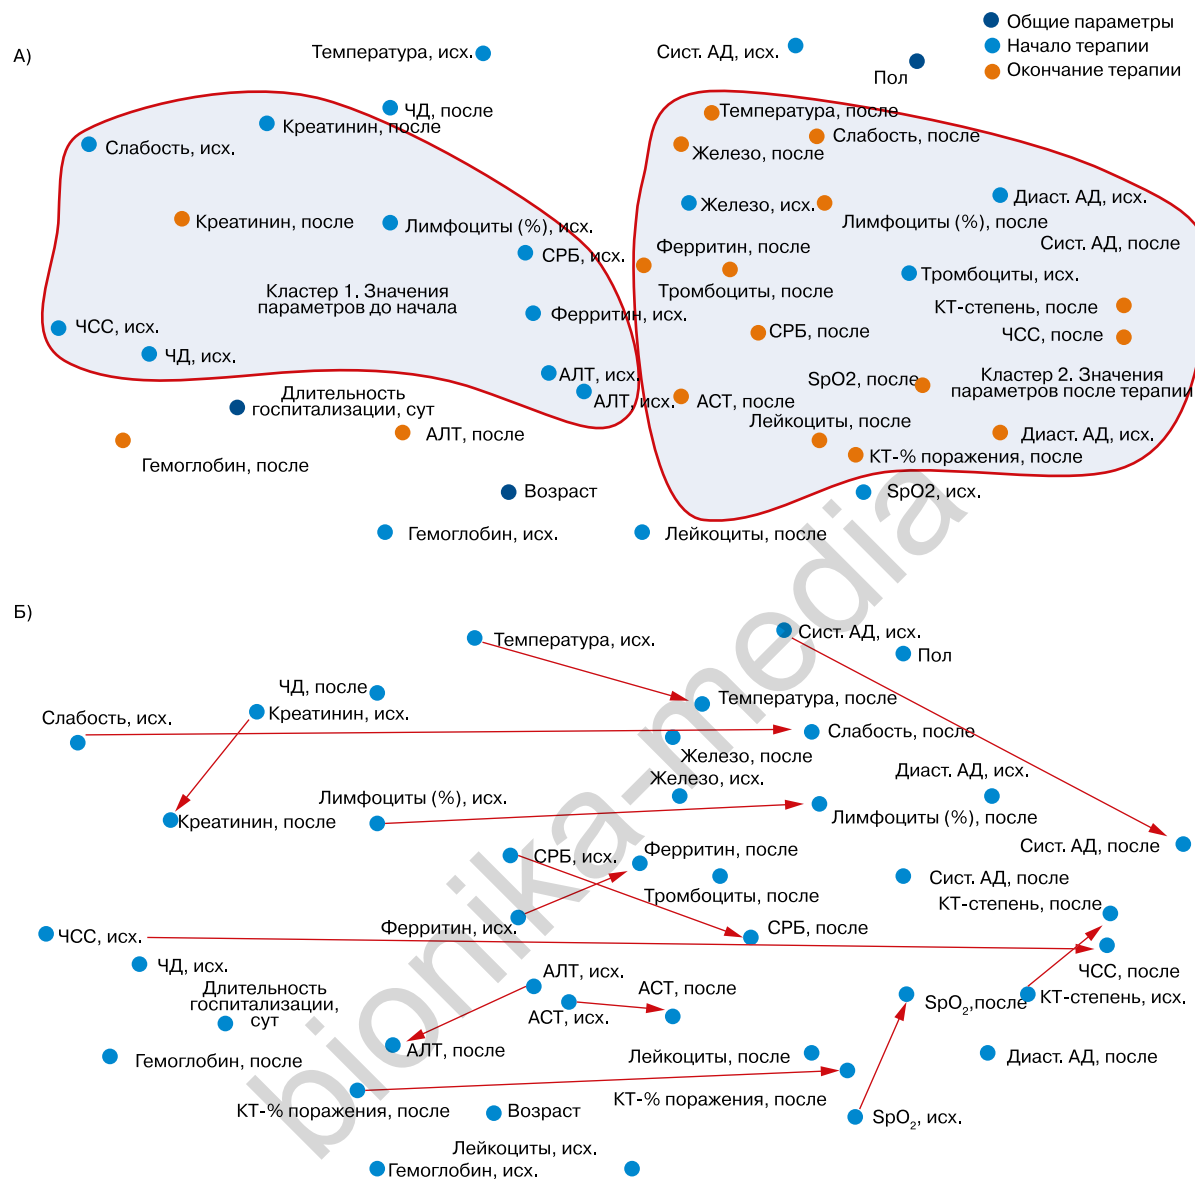 А)
Температура, исх.
Сист. АД, исх.
Пол
Общие параметры
Начало терапии
Окончание терапии
ЧД, после
Креатинин, после
Слабость, исх.
Температура, после
Слабость, после
Железо, после
Креатинин, после
Лимфоциты (%), исх.
СРБ, исх.
Железо, исх.
Диаст. АД, исх.
Лимфоциты (%), после
Сист. АД, после
Ферритин, после
Тромбоциты, исх.
Тромбоциты, после
Кластер 1. Значения
параметров до начала
Ферритин, исх.
КТ-степень, после
ЧСС, исх.
СРБ, после
ЧСС, после
ЧД, исх.
АЛТ, исх.
SpO2, после
Кластер 2. Значения
параметров после терапии
АЛТ, исх.
АСТ, после
Длительность
госпитализации, сут
АЛТ, после
Лейкоциты, после
Диаст. АД, исх.
Гемоглобин, после
КТ-% поражения, после
Возраст
SpO2, исх.
Гемоглобин, исх.
Лейкоциты, после
Б)
Температура, исх.
Сист. АД, исх.
Пол
ЧД, после
Креатинин, исх.
Слабость, исх.
Температура, после
Слабость, после
Железо, после
Железо, исх.
Диаст. АД, исх.
Лимфоциты (%), исх.
Креатинин, после
Лимфоциты (%), после
Сист. АД, после
СРБ, исх.
Ферритин, после
Тромбоциты, после
Сист. АД, после
КТ-степень, после
Ферритин, исх.
СРБ, после
ЧСС, исх.
ЧСС, после
ЧД, исх.
АЛТ, исх.
АСТ, после
Длительность
госпитализации,
сут
АСТ, исх.
SpO₂,после
КТ-степень, исх.
АЛТ, после
Гемоглобин, после
Лейкоциты, после
Диаст. АД, после
КТ-% поражения, после
КТ-% поражения, после
Возраст
SpO₂, исх.
Лейкоциты, исх.
Гемоглобин, исх.
bionika-media